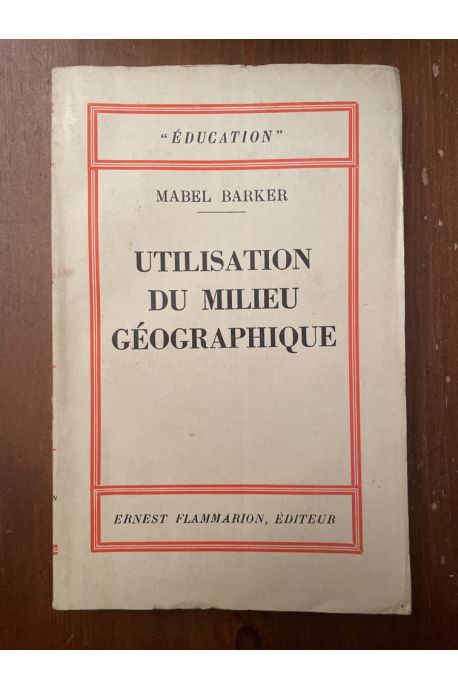 “ÉDUCATION”
MABEL BARKER
UTILISATION
DU MILIEU
GÉOGRAPHIQUE
ERNEST FLAMMARION, ÉDITEUR